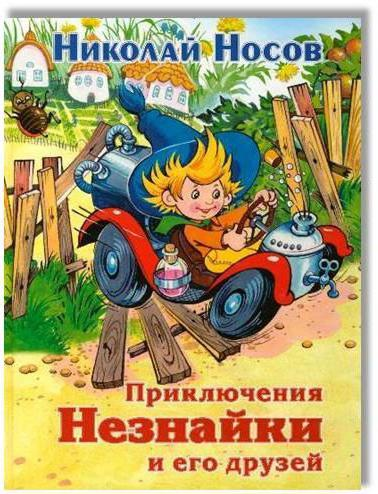 Николай Носов
Приключения
Незнайки
и его друзей